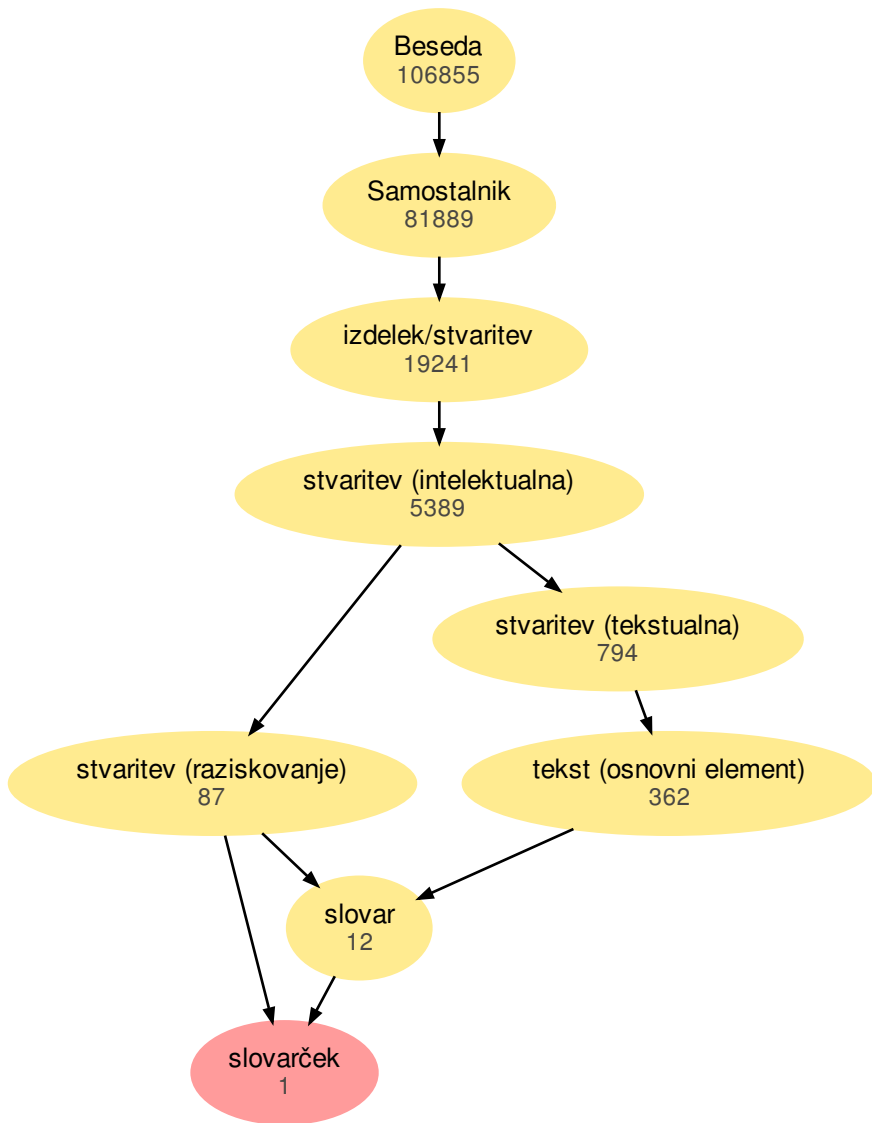 Beseda
106855
Samostalnik
81889
izdelek/stvaritev
19241
stvaritev (intelektualna)
5389
stvaritev (tekstualna)
794
stvaritev (raziskovanje)
87
tekst (osnovni element)
362
slovar
12
slovarček
1